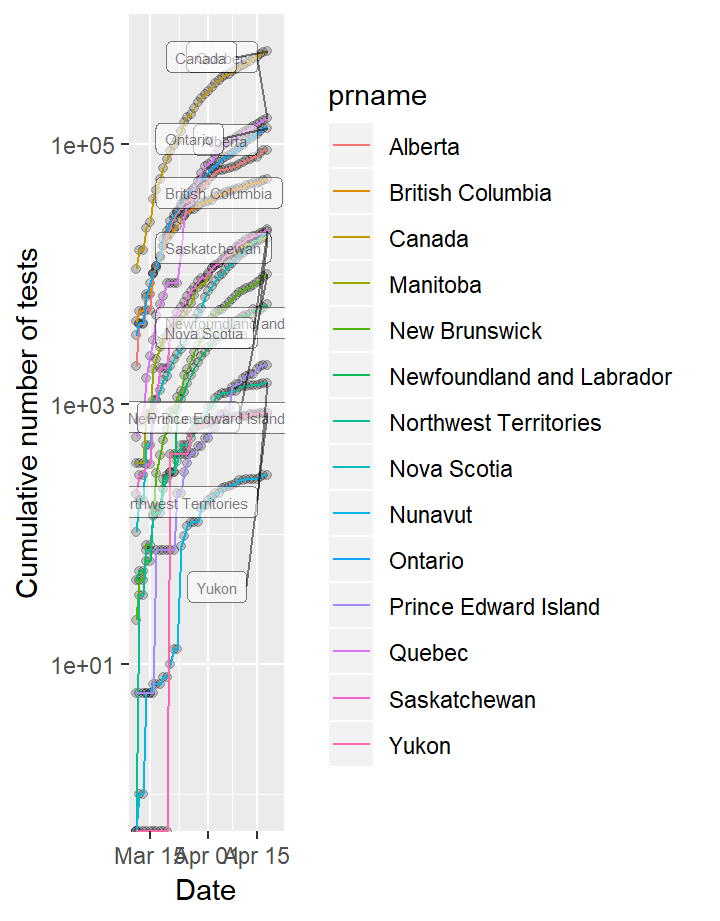 Canada
prname
1e+05
Ontario
Alberta
Alberta
British Columbia
British Columbia
Canada
Saskatchewan
Manitoba
Cumulative number of tests
Nova Scotia
New Brunswick
Newfoundland and Labrador
1e+03
Prince Edward Island
Northwest Territories
Nova Scotia
rthwest Territories
Nunavut
Ontario
Yukon
Prince Edward Island
Quebec
1e+01
Saskatchewan
Yukon
Mar 15 Apr 01 Apr 15
Date